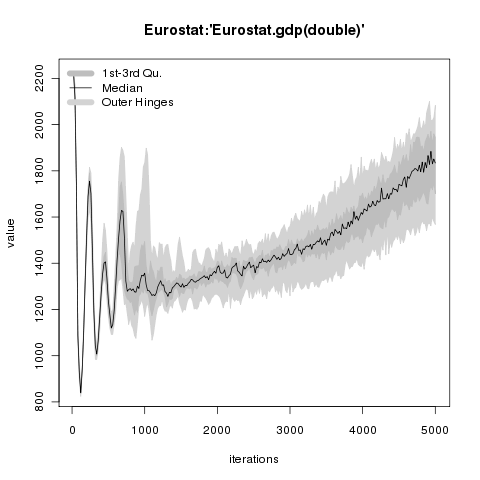 Eurostat:'Eurostat.gdp(double)'
1st-3rd Qu.
Median
Outer Hinges
value
2200
2000
1800
1600
1400
1200
1000
800
0 1000 2000 3000 4000 5000
iterations